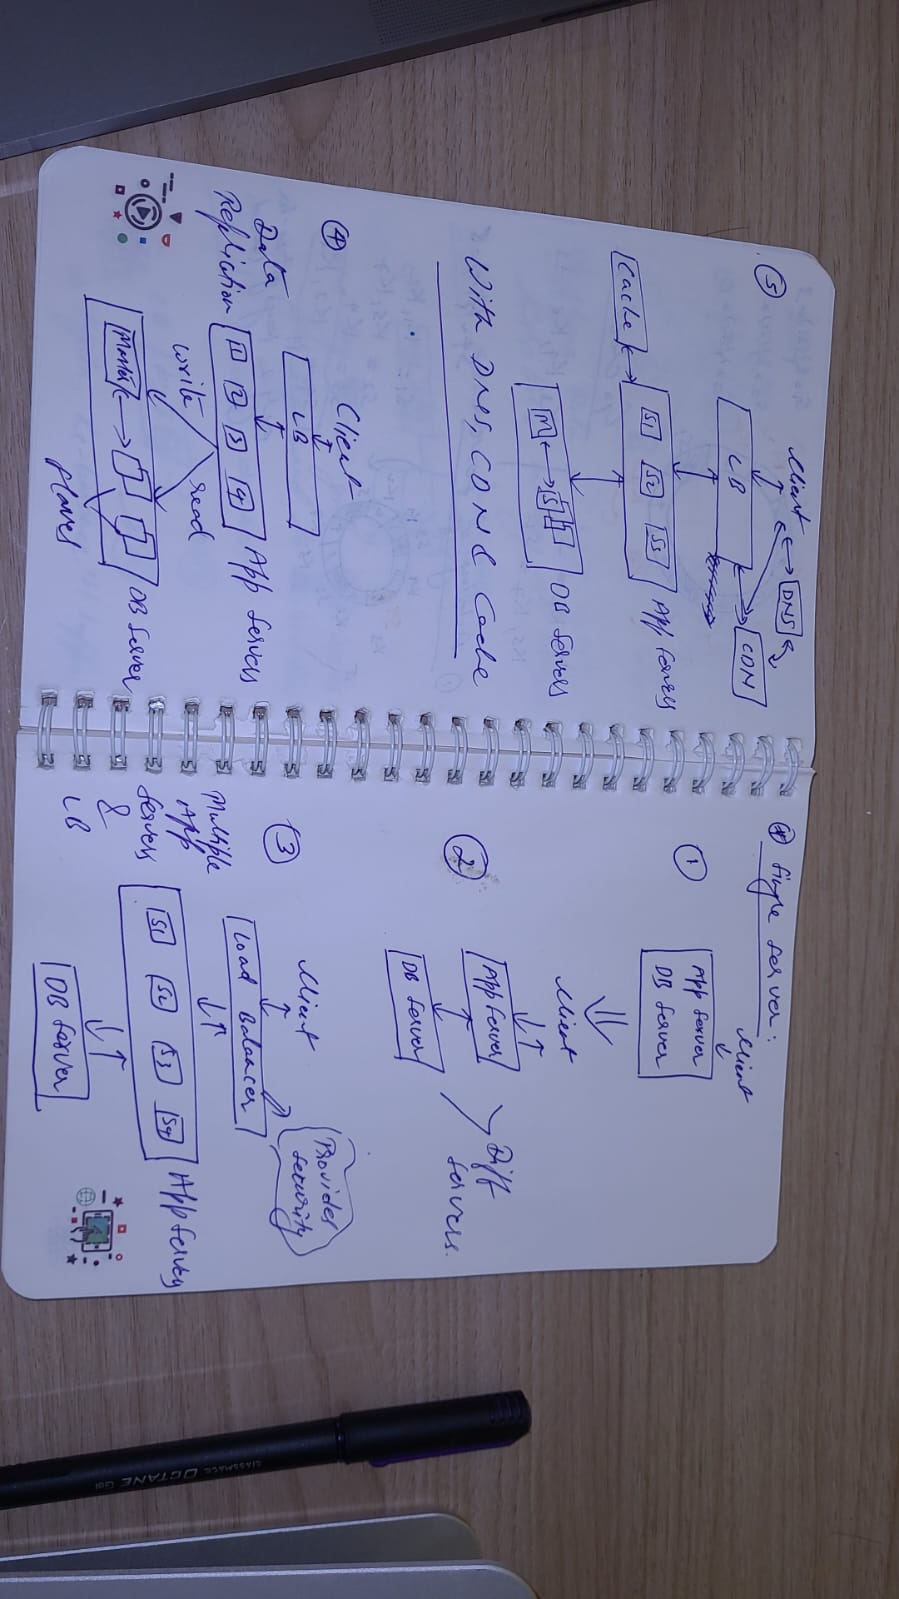 * Single Server:
①
Client
App Server
DB Server
②
Client
App Server
DB Server
Diff
Servers.
③
Client
Load Balancer
Provides
Security
Multiple
App
Servers
&
LB
S1 S2 S3 S4
App Servers
DB Server
④
Client
LB
Data
Repliation
1 2 3 4
App Servers
write
read
Master
DB Server
slaves
⑤
Client
DNS
CDN
LB
Cache
S1 S2 S3
App Servers
M
DB Servers
With DNS, CDN & Cache
CLASSMATE OCTANE Gel